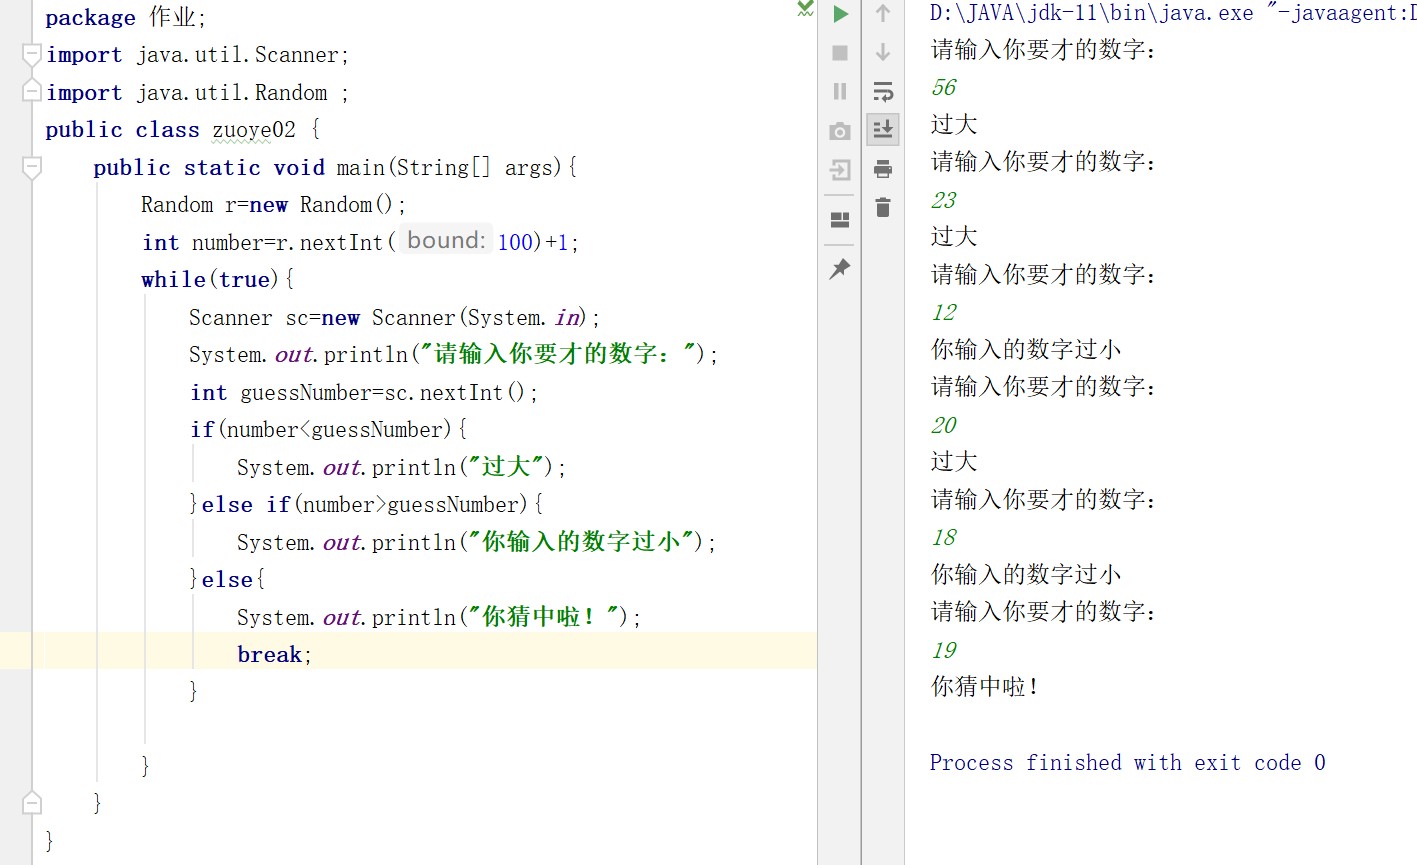 package 作业;
import java.util.Scanner;
import java.util.Random ;
public class zuoye02 {
public static void main(String[] args){
Random r=new Random();
int number=r.nextInt( bound: 100)+1;
while(true){
Scanner sc=new Scanner(System.in);
System.out.println("请输入你要才的数字：");
int guessNumber=sc.nextInt();
if(number<guessNumber){
System.out.println("过大");
}else if(number>guessNumber){
System.out.println("你输入的数字过小");
}else{
System.out.println("你猜中啦！");
break;
}
}
}
}
D:\JAVA\jdk-11\bin\java.exe "-javaagent:D
请输入你要才的数字：
56
过大
请输入你要才的数字：
23
过大
请输入你要才的数字：
12
你输入的数字过小
请输入你要才的数字：
20
过大
请输入你要才的数字：
18
你输入的数字过小
请输入你要才的数字：
19
你猜中啦！
Process finished with exit code 0